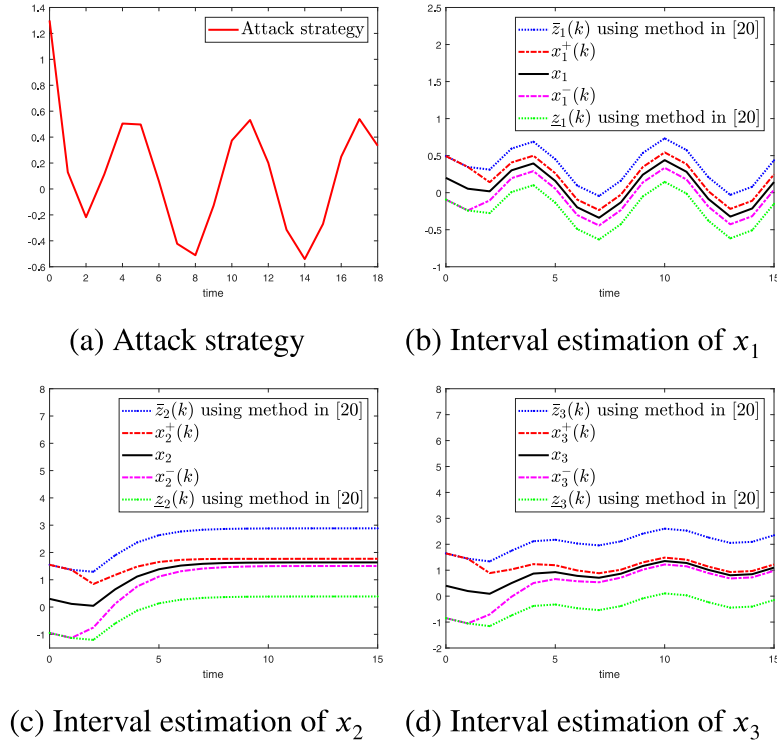 Attack strategy
1.4
1.2
1
0.8
0.6
0.4
0.2
0
-0.2
-0.4
-0.6
0 2 4 6 8 10 12 14 16 18
time
(a) Attack strategy
z̄₁(k) using method in [20]
x₁⁺(k)
x₁
x₁⁻(k)
z̲₁(k) using method in [20]
2.5
2
1.5
1
0.5
0
-0.5
-1
0 5 10 15
time
(b) Interval estimation of x₁
z̄₂(k) using method in [20]
x₂⁺(k)
x₂
x₂⁻(k)
z̲₂(k) using method in [20]
8
7
6
5
4
3
2
1
0
-1
0 5 10 15
time
(c) Interval estimation of x₂
z̄₃(k) using method in [20]
x₃⁺(k)
x₃
x₃⁻(k)
z̲₃(k) using method in [20]
8
7
6
5
4
3
2
1
0
-1
-2
0 5 10 15
time
(d) Interval estimation of x₃